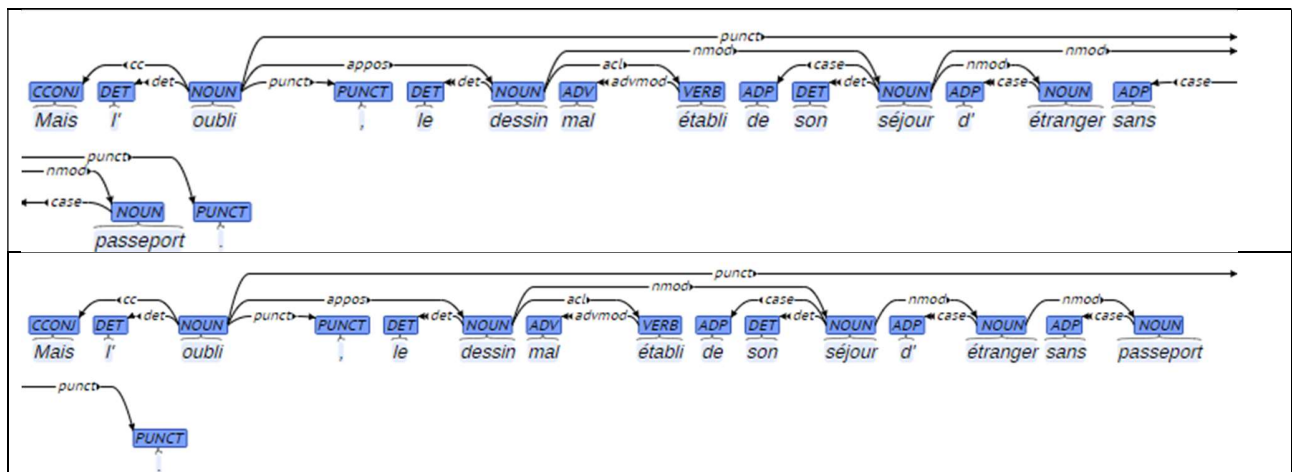 punct
nmod nmod
cc appos acl case nmod
det punct det advmod det case case
CCONJ DET NOUN PUNCT DET NOUN ADV VERB ADP DET NOUN ADP NOUN ADP
Mais l' oubli , le dessin mal établi de son séjour d' étranger sans
punct
nmod
case
NOUN PUNCT
passeport .
punct
nmod
cc appos acl case nmod nmod
det punct det advmod det case case
CCONJ DET NOUN PUNCT DET NOUN ADV VERB ADP DET NOUN ADP NOUN ADP NOUN
Mais l' oubli , le dessin mal établi de son séjour d' étranger sans passeport
punct
PUNCT
.